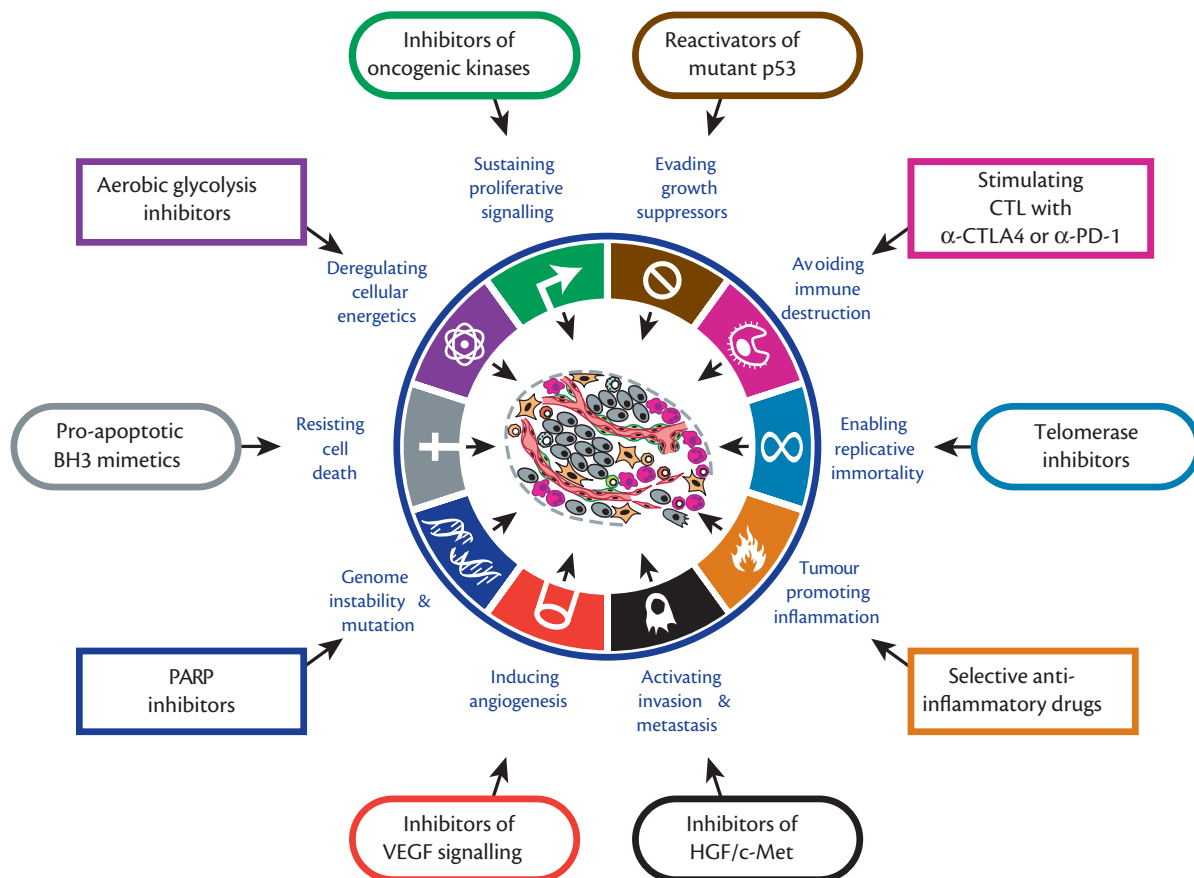 Inhibitors of
oncogenic kinases
Reactivators of
mutant p53
Sustaining
proliferative
signalling
Evading
growth
suppressors
Aerobic glycolysis
inhibitors
Stimulating
CTL with
α-CTLA4 or α-PD-1
Deregulating
cellular
energetics
Avoiding
immune
destruction
Pro-apoptotic
BH3 mimetics
Resisting
cell
death
Enabling
replicative
immortality
Telomerase
inhibitors
Genome
instability &
mutation
Tumour
promoting
inflammation
PARP
inhibitors
Inducing
angiogenesis
Activating
invasion &
metastasis
Selective anti-
inflammatory drugs
Inhibitors of
VEGF signalling
Inhibitors of
HGF/c-Met